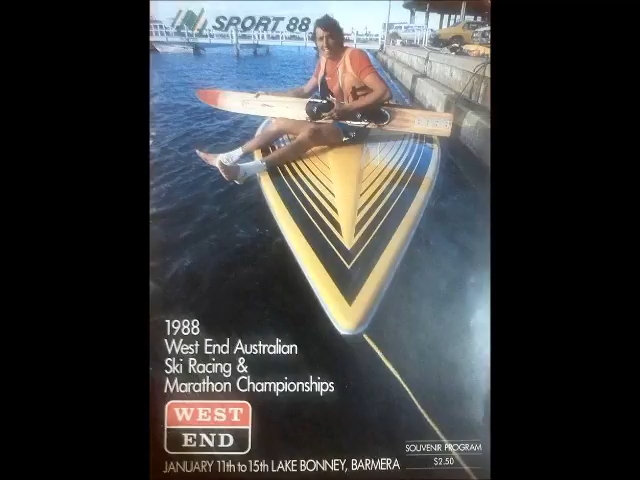 SPORT 88
1988
West End Australian
Ski Racing &
Marathon Championships
WEST
END
SOUVENIR PROGRAM
$2.50
JANUARY 11th to 15th LAKE BONNEY, BARMERA